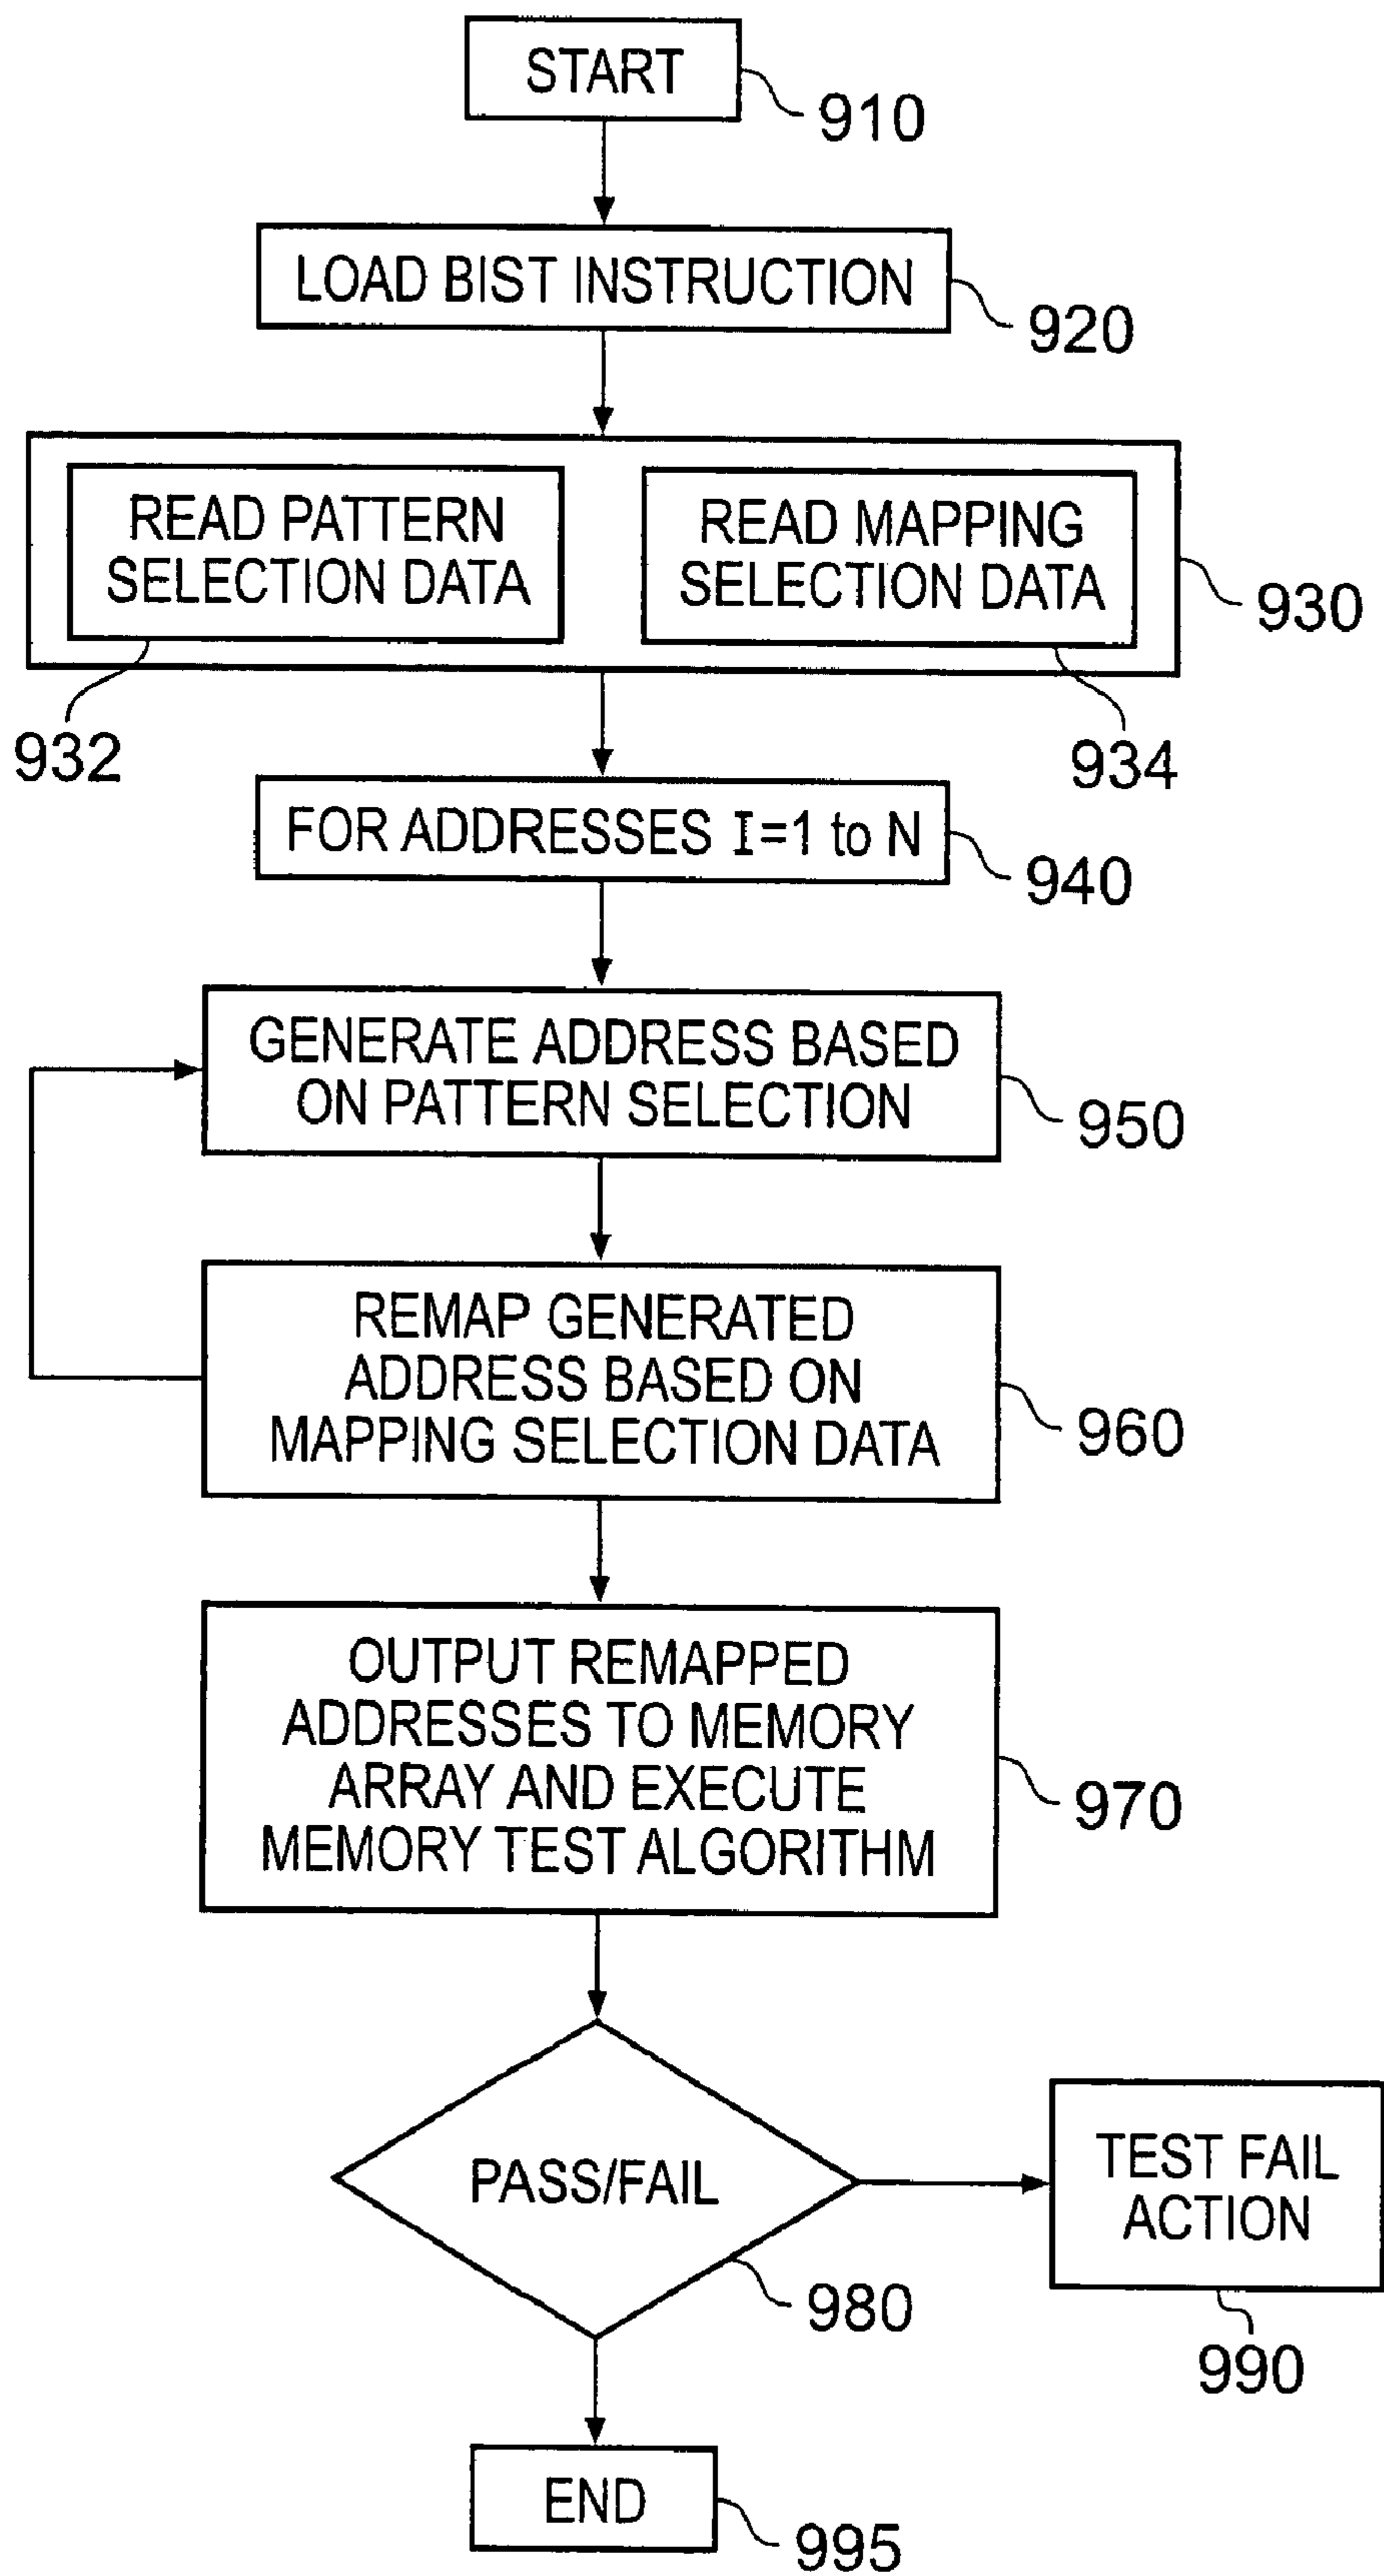 START
910
LOAD BIST INSTRUCTION
920
READ PATTERN
SELECTION DATA
READ MAPPING
SELECTION DATA
930
932
934
FOR ADDRESSES I=1 to N
940
GENERATE ADDRESS BASED
ON PATTERN SELECTION
950
REMAP GENERATED
ADDRESS BASED ON
MAPPING SELECTION DATA
960
OUTPUT REMAPPED
ADDRESSES TO MEMORY
ARRAY AND EXECUTE
MEMORY TEST ALGORITHM
970
PASS/FAIL
980
TEST FAIL
ACTION
990
END
995